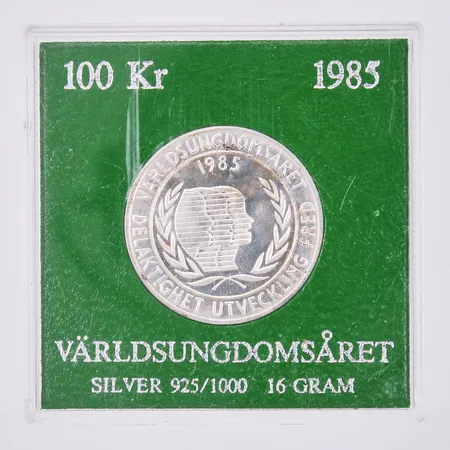 100 Kr 1985
VÄRLDSUNGDOMSÅRET
1985
DELAKTIGHET UTVECKLING FRED
VÄRLDSUNGDOMSÅRET
SILVER 925/1000 16 GRAM